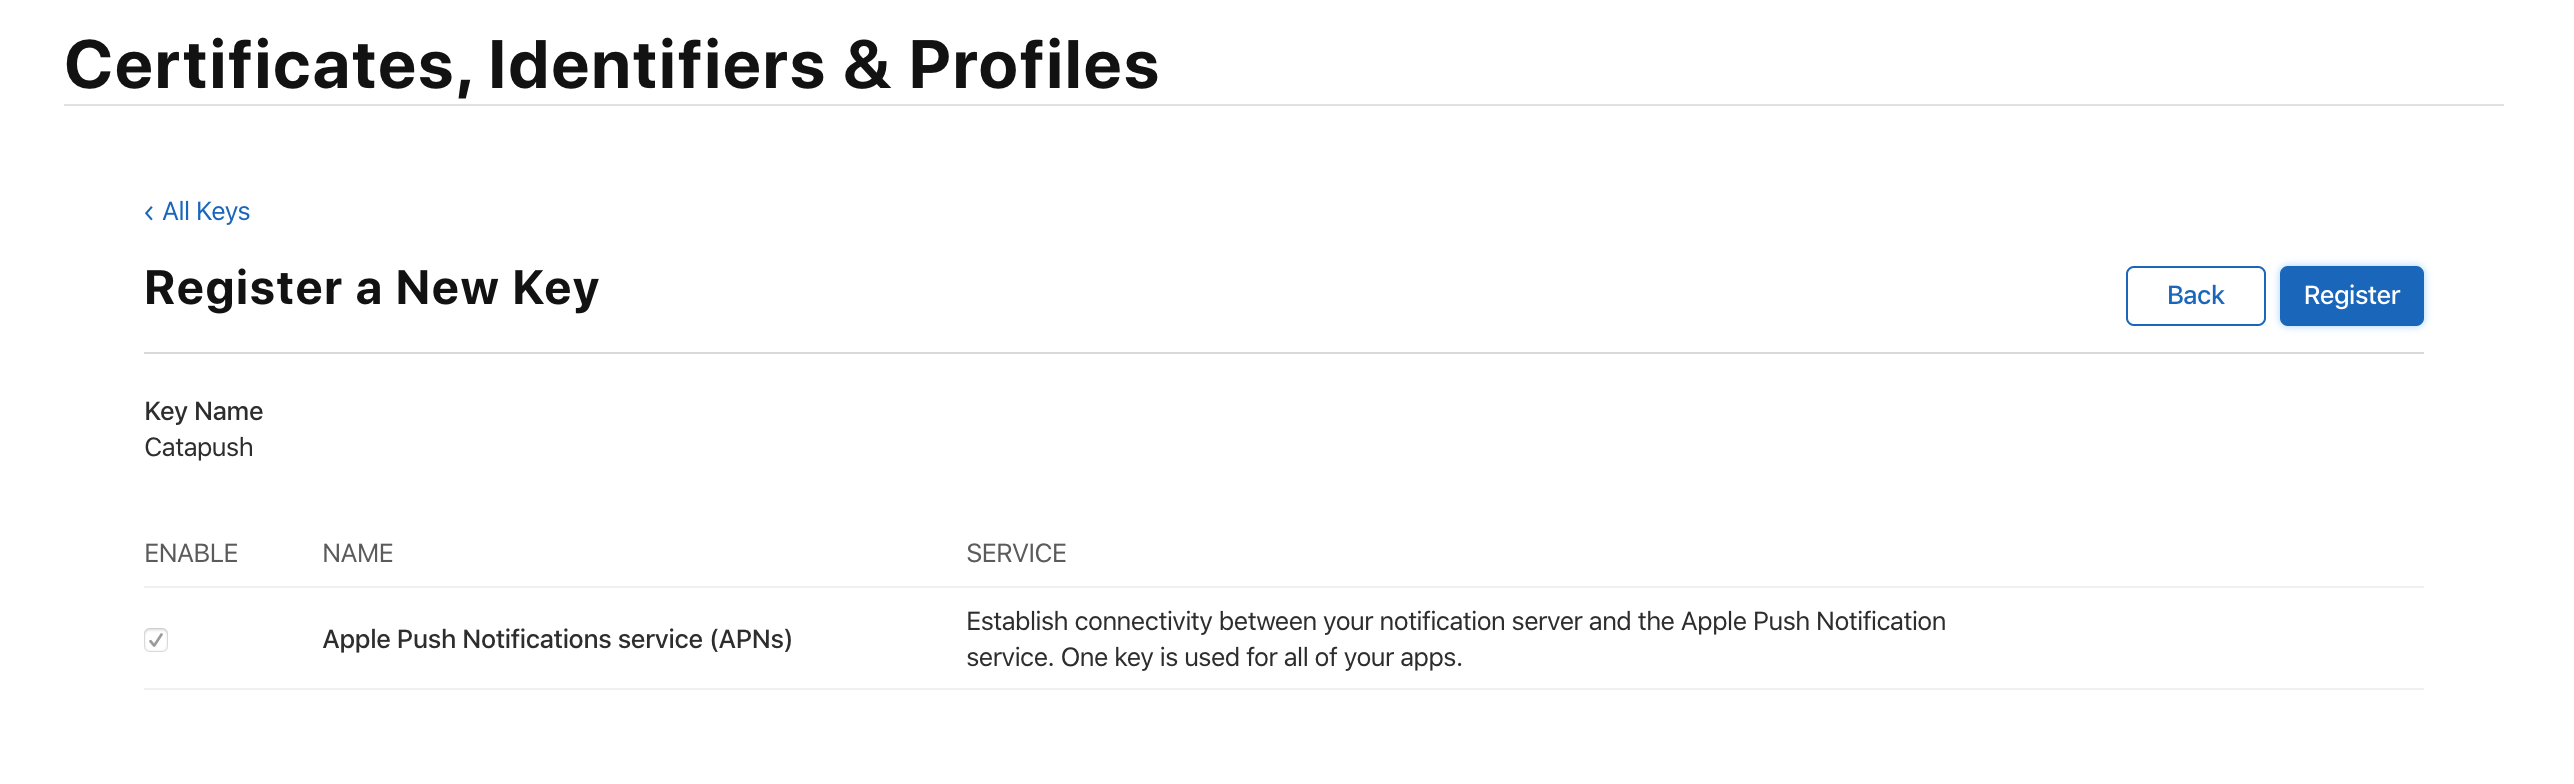 Certificates, Identifiers & Profiles
‹ All Keys
Register a New Key
Back
Register
Key Name
Catapush
ENABLE NAME SERVICE
Apple Push Notifications service (APNs)
Establish connectivity between your notification server and the Apple Push Notification
service. One key is used for all of your apps.